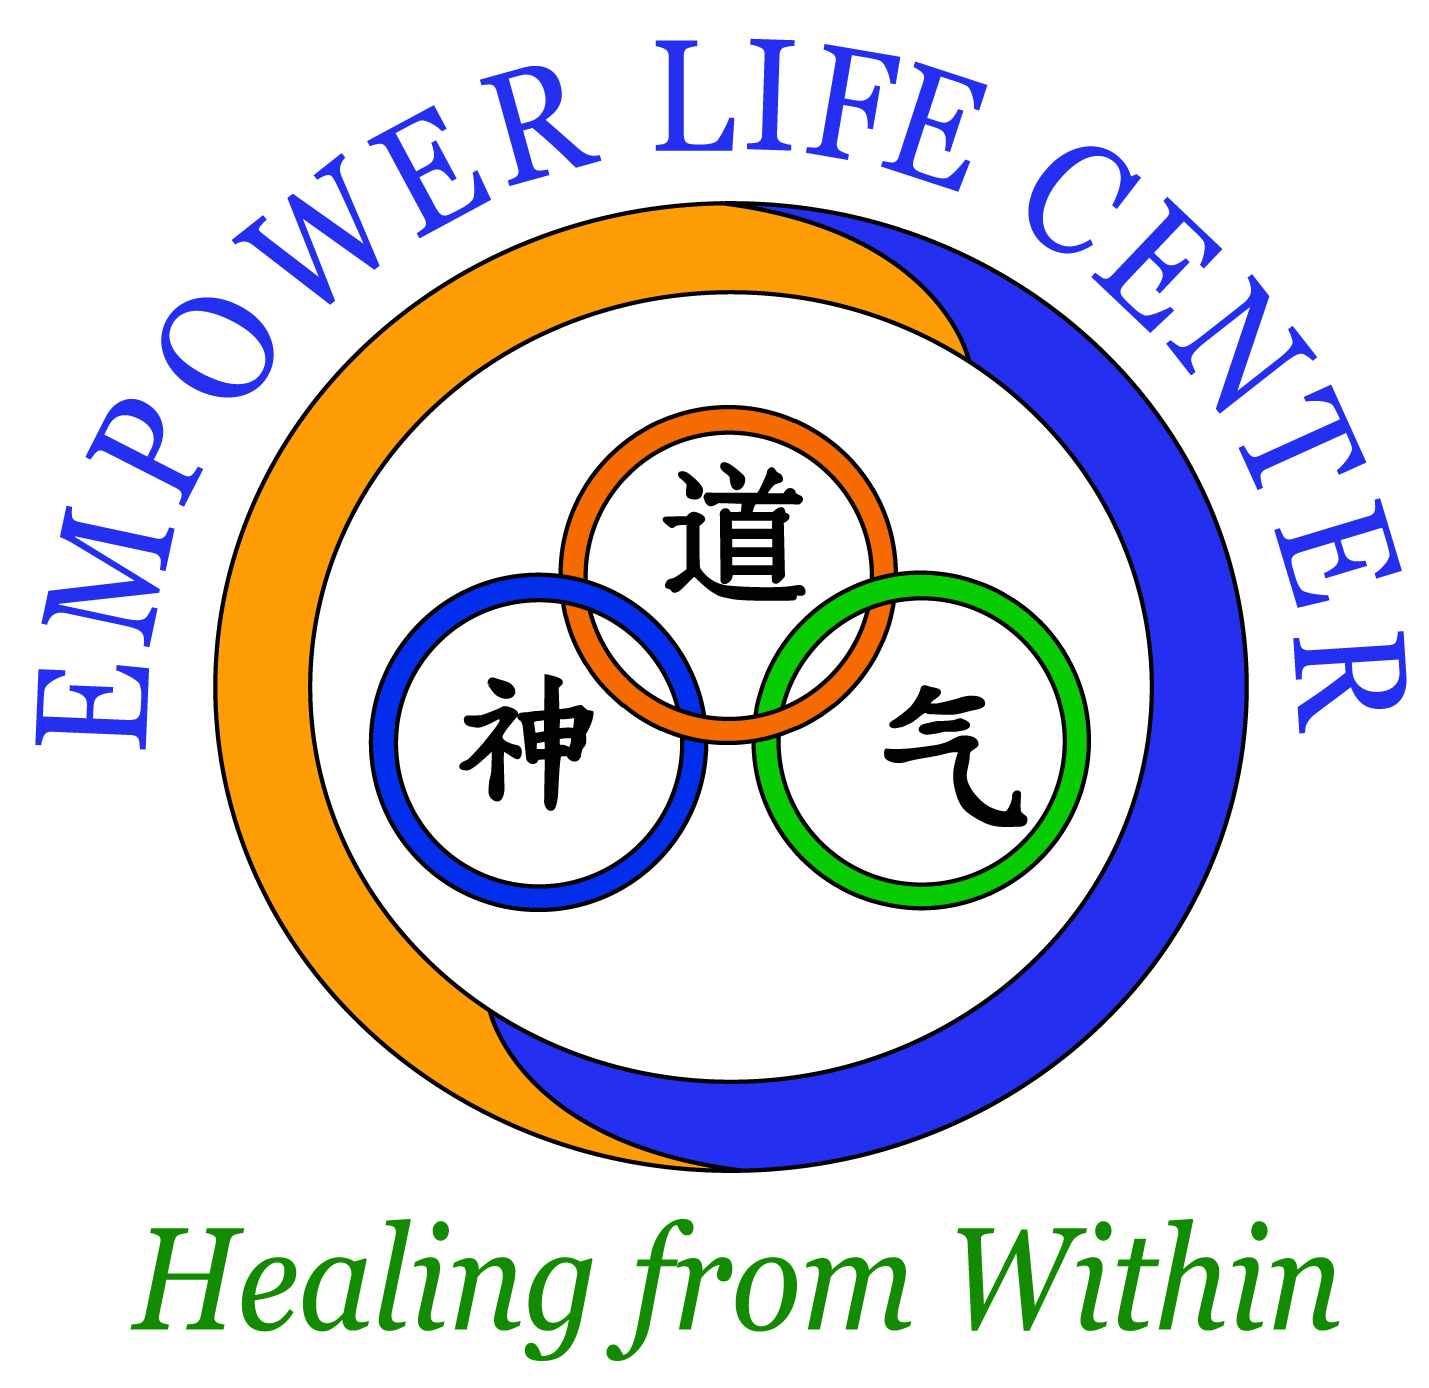 EMPOWER LIFE CENTER
道
神
气
Healing from Within